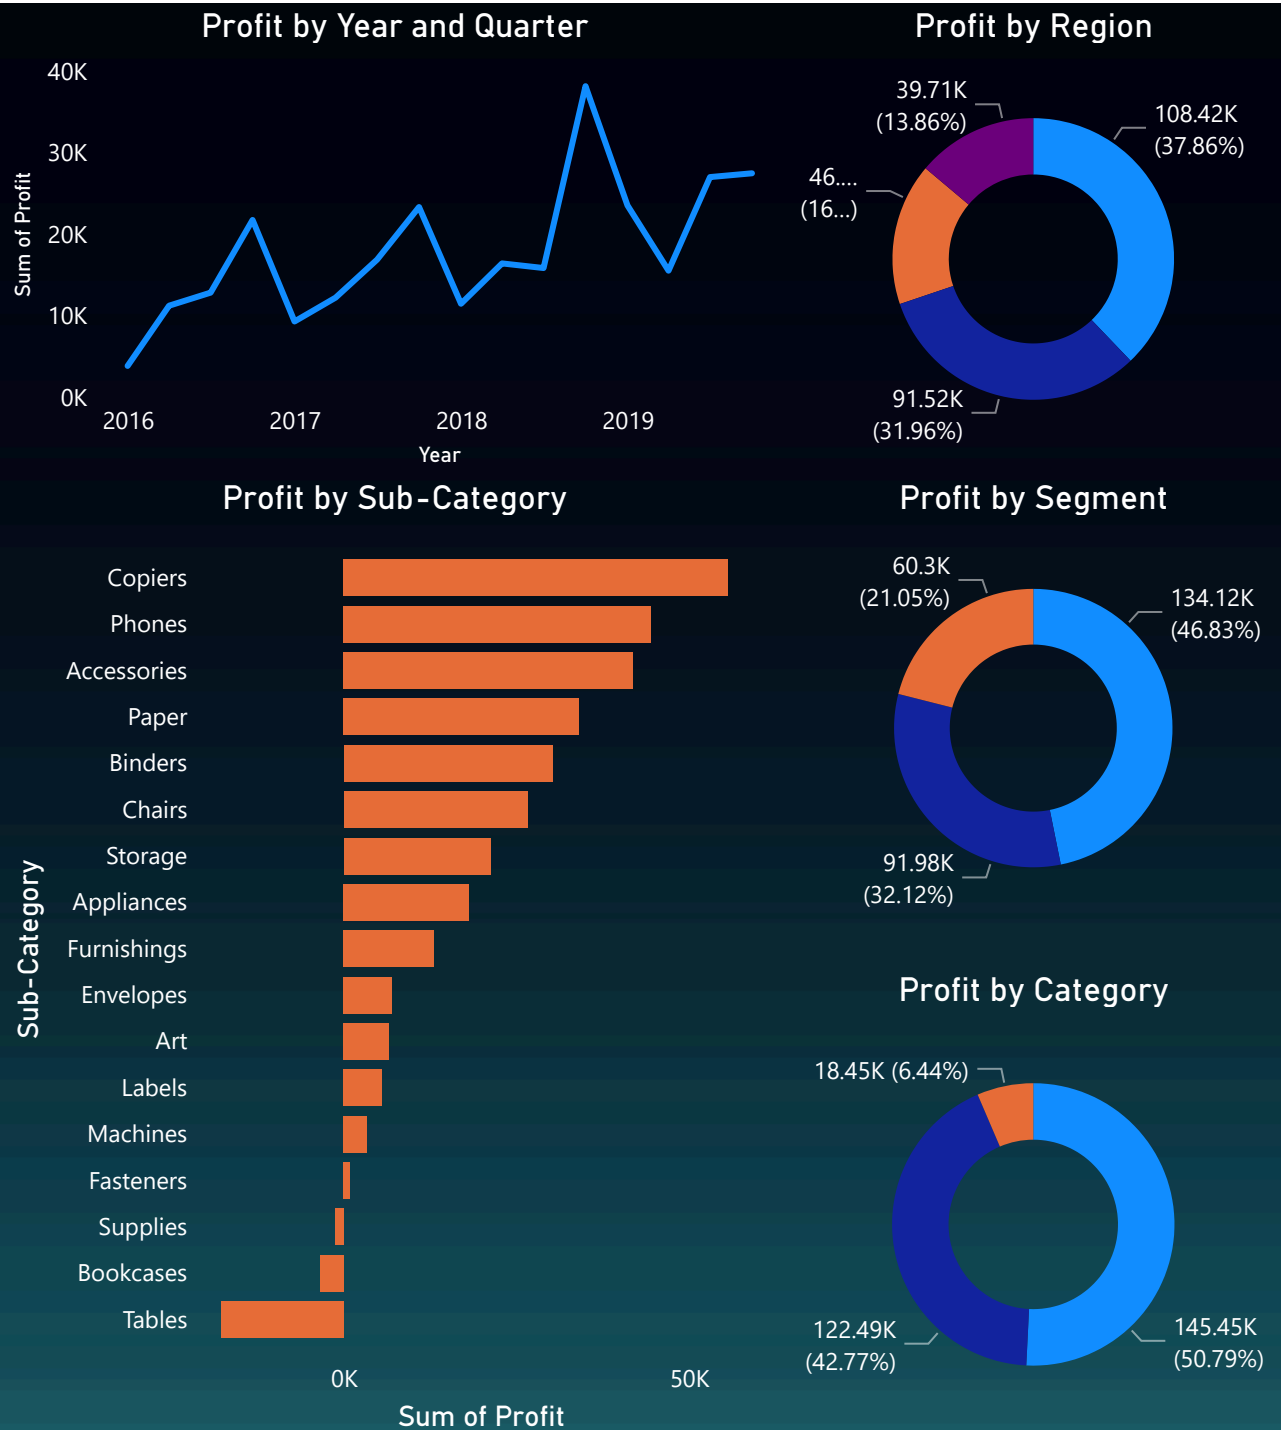 Profit by Year and Quarter
40K
30K
20K
10K
0K
Sum of Profit
2016 2017 2018 2019
Year
Profit by Region
39.71K
(13.86%)
108.42K
(37.86%)
46....
(16...)
91.52K
(31.96%)
Profit by Sub-Category
Sub-Category
Copiers
Phones
Accessories
Paper
Binders
Chairs
Storage
Appliances
Furnishings
Envelopes
Art
Labels
Machines
Fasteners
Supplies
Bookcases
Tables
0K 50K
Sum of Profit
Profit by Segment
60.3K
(21.05%)
134.12K
(46.83%)
91.98K
(32.12%)
Profit by Category
18.45K (6.44%)
122.49K
(42.77%)
145.45K
(50.79%)